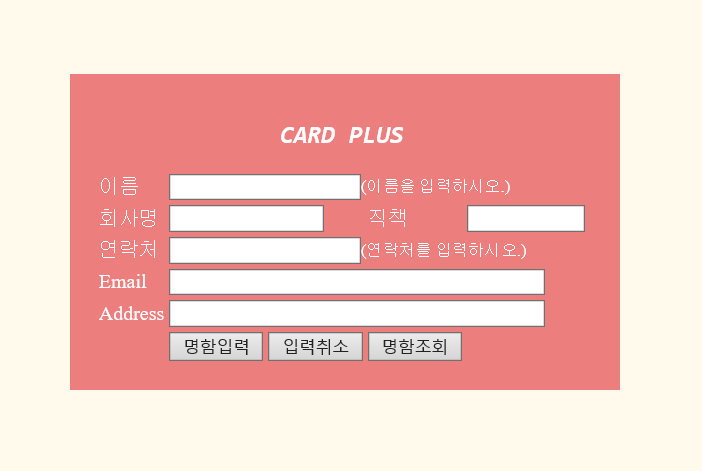 CARD PLUS
이름 (이름을 입력하시오.)
회사명 직책
연락처 (연락처를 입력하시오.)
Email
Address
명함입력 입력취소 명함조회